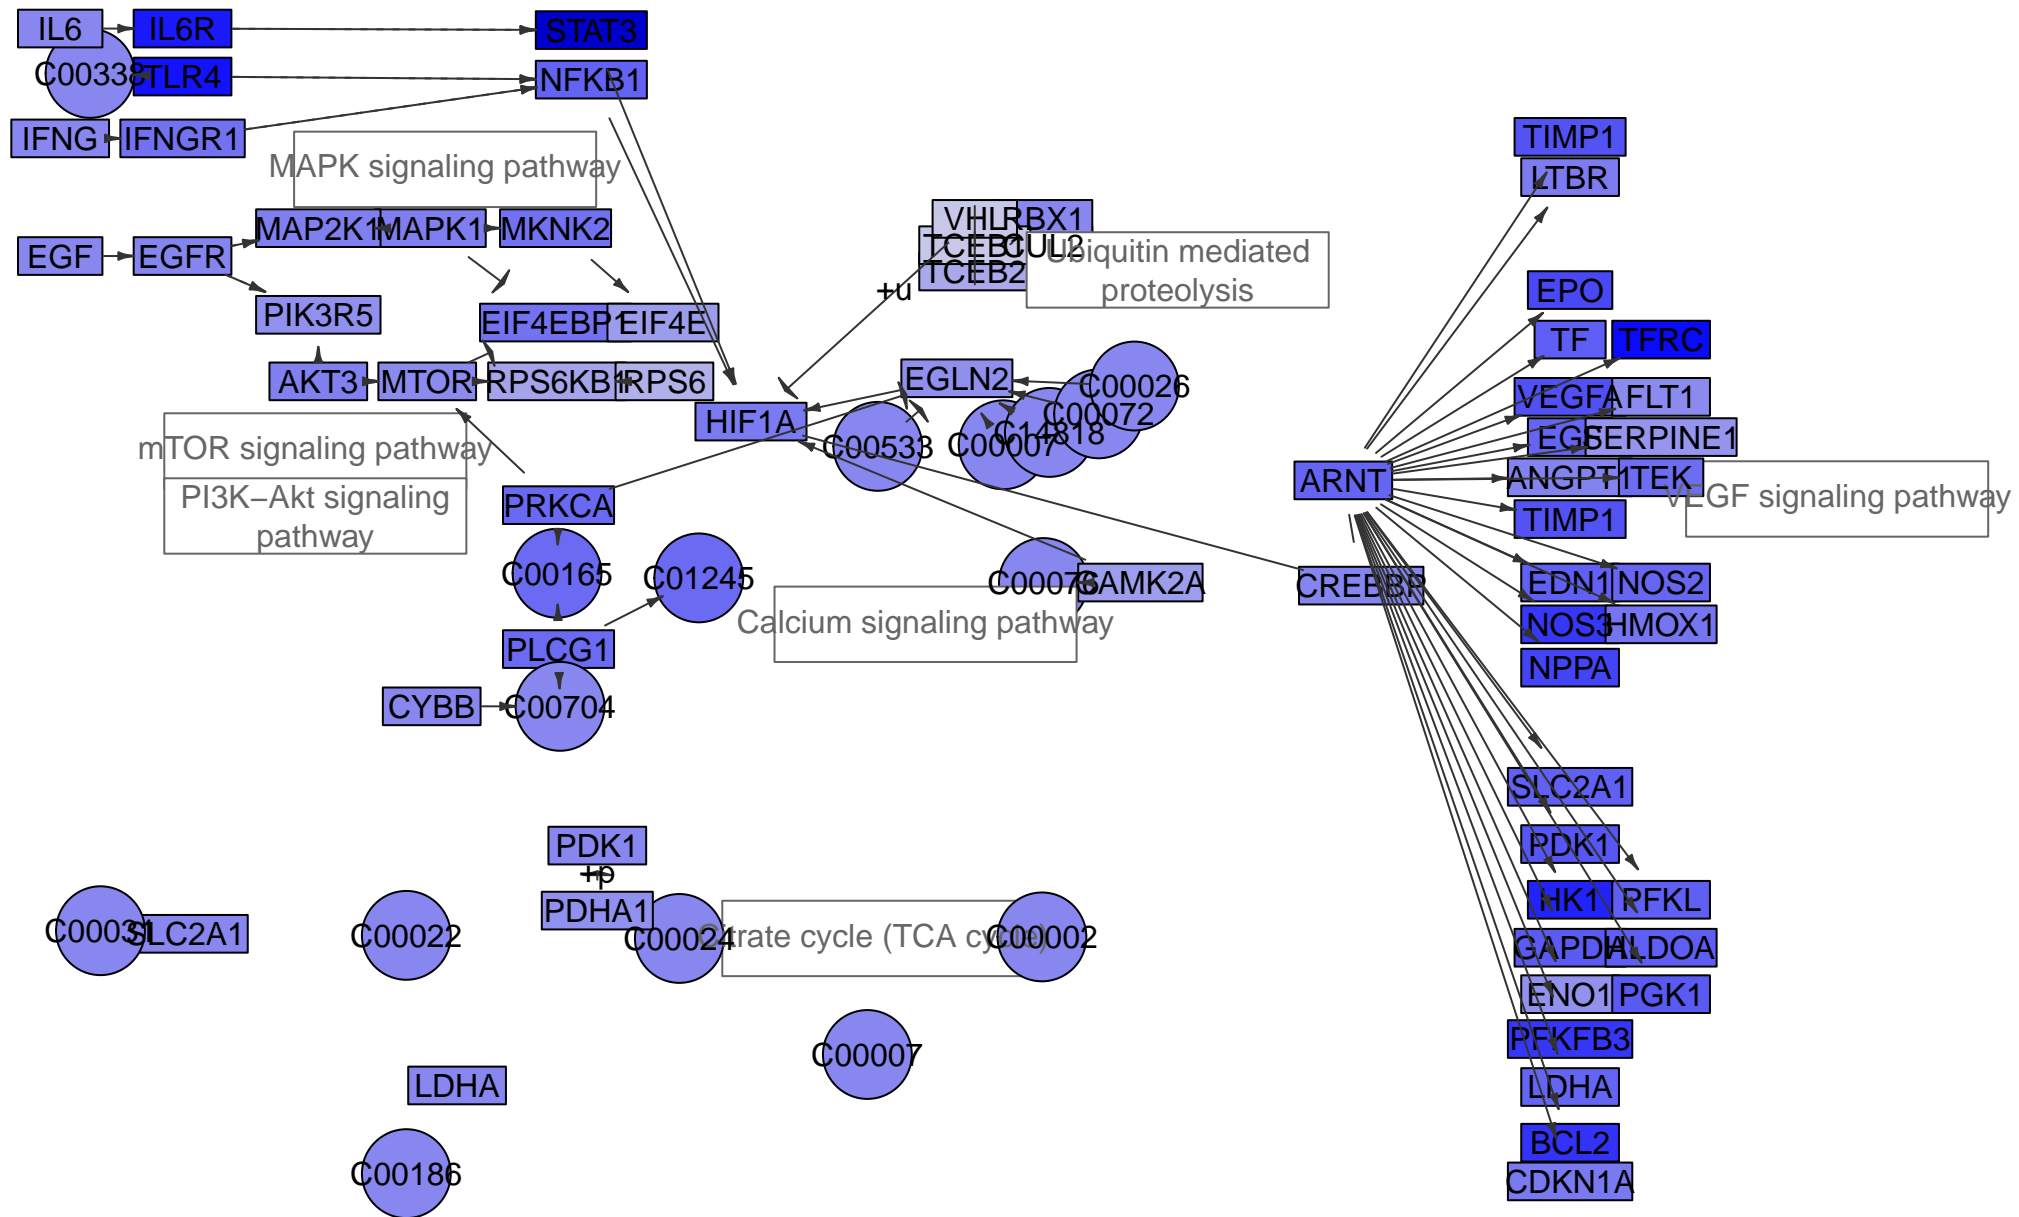 IL6
IL6R
STAT3
C00338
TLR4
NFKB1
IFNG
IFNGR1
MAPK signaling pathway
TIMP1
LTBR
MAP2K1
MAPK1
MKNK2
VHL
RBX1
TCEB1
CUL2
TCEB2
Ubiquitin mediated
proteolysis
+u
EGF
EGFR
PIK3R5
EIF4EBP1
EIF4E
EPO
TF
TFRC
AKT3
MTOR
RPS6KB1
RPS6
EGLN2
C00026
C00072
C14818
C00007
C00533
HIF1A
VEGFA
FLT1
EGF
SERPINE1
mTOR signaling pathway
PI3K–Akt signaling
pathway
ARNT
ANGPT1
TEK
VEGF signaling pathway
TIMP1
PRKCA
C00165
C01245
C00076
CAMK2A
CREBBP
EDN1
NOS2
Calcium signaling pathway
NOS3
HMOX1
PLCG1
NPPA
CYBB
C00704
SLC2A1
PDK1
+p
PDK1
PDHA1
HK1
PFKL
C00031
SLC2A1
C00022
C00024
Citrate cycle (TCA cycle)
C00002
GAPDH
ALDOA
ENO1
PGK1
C00007
PFKFB3
LDHA
LDHA
BCL2
C00186
CDKN1A